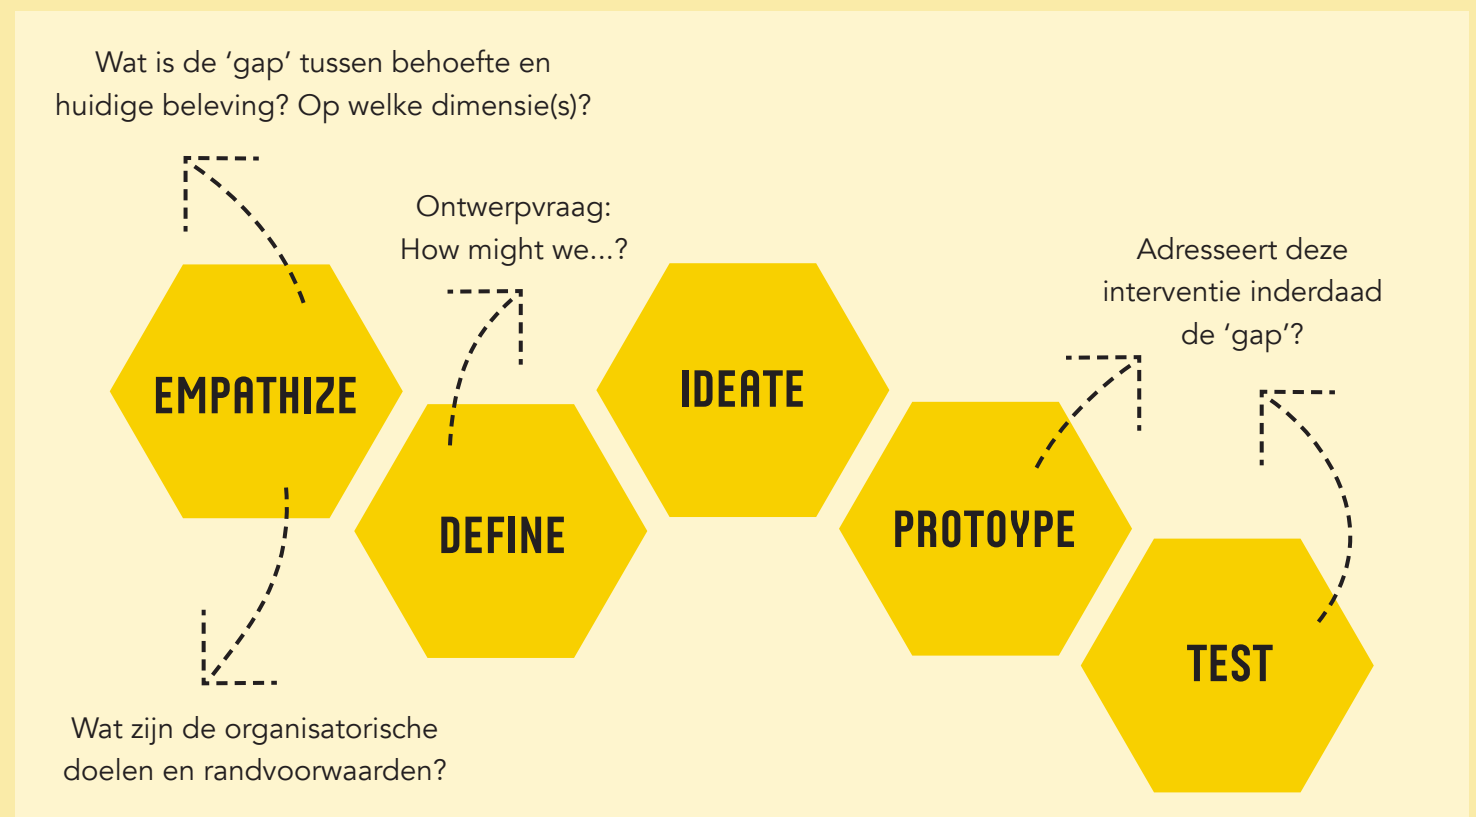 Wat is de ‘gap’ tussen behoefte en
huidige beleving? Op welke dimensie(s)?
Ontwerpvraag:
How might we...?
Adresseert deze
interventie inderdaad
de ‘gap’?
EMPATHIZE
DEFINE
IDEATE
PROTOYPE
TEST
Wat zijn de organisatorische
doelen en randvoorwaarden?